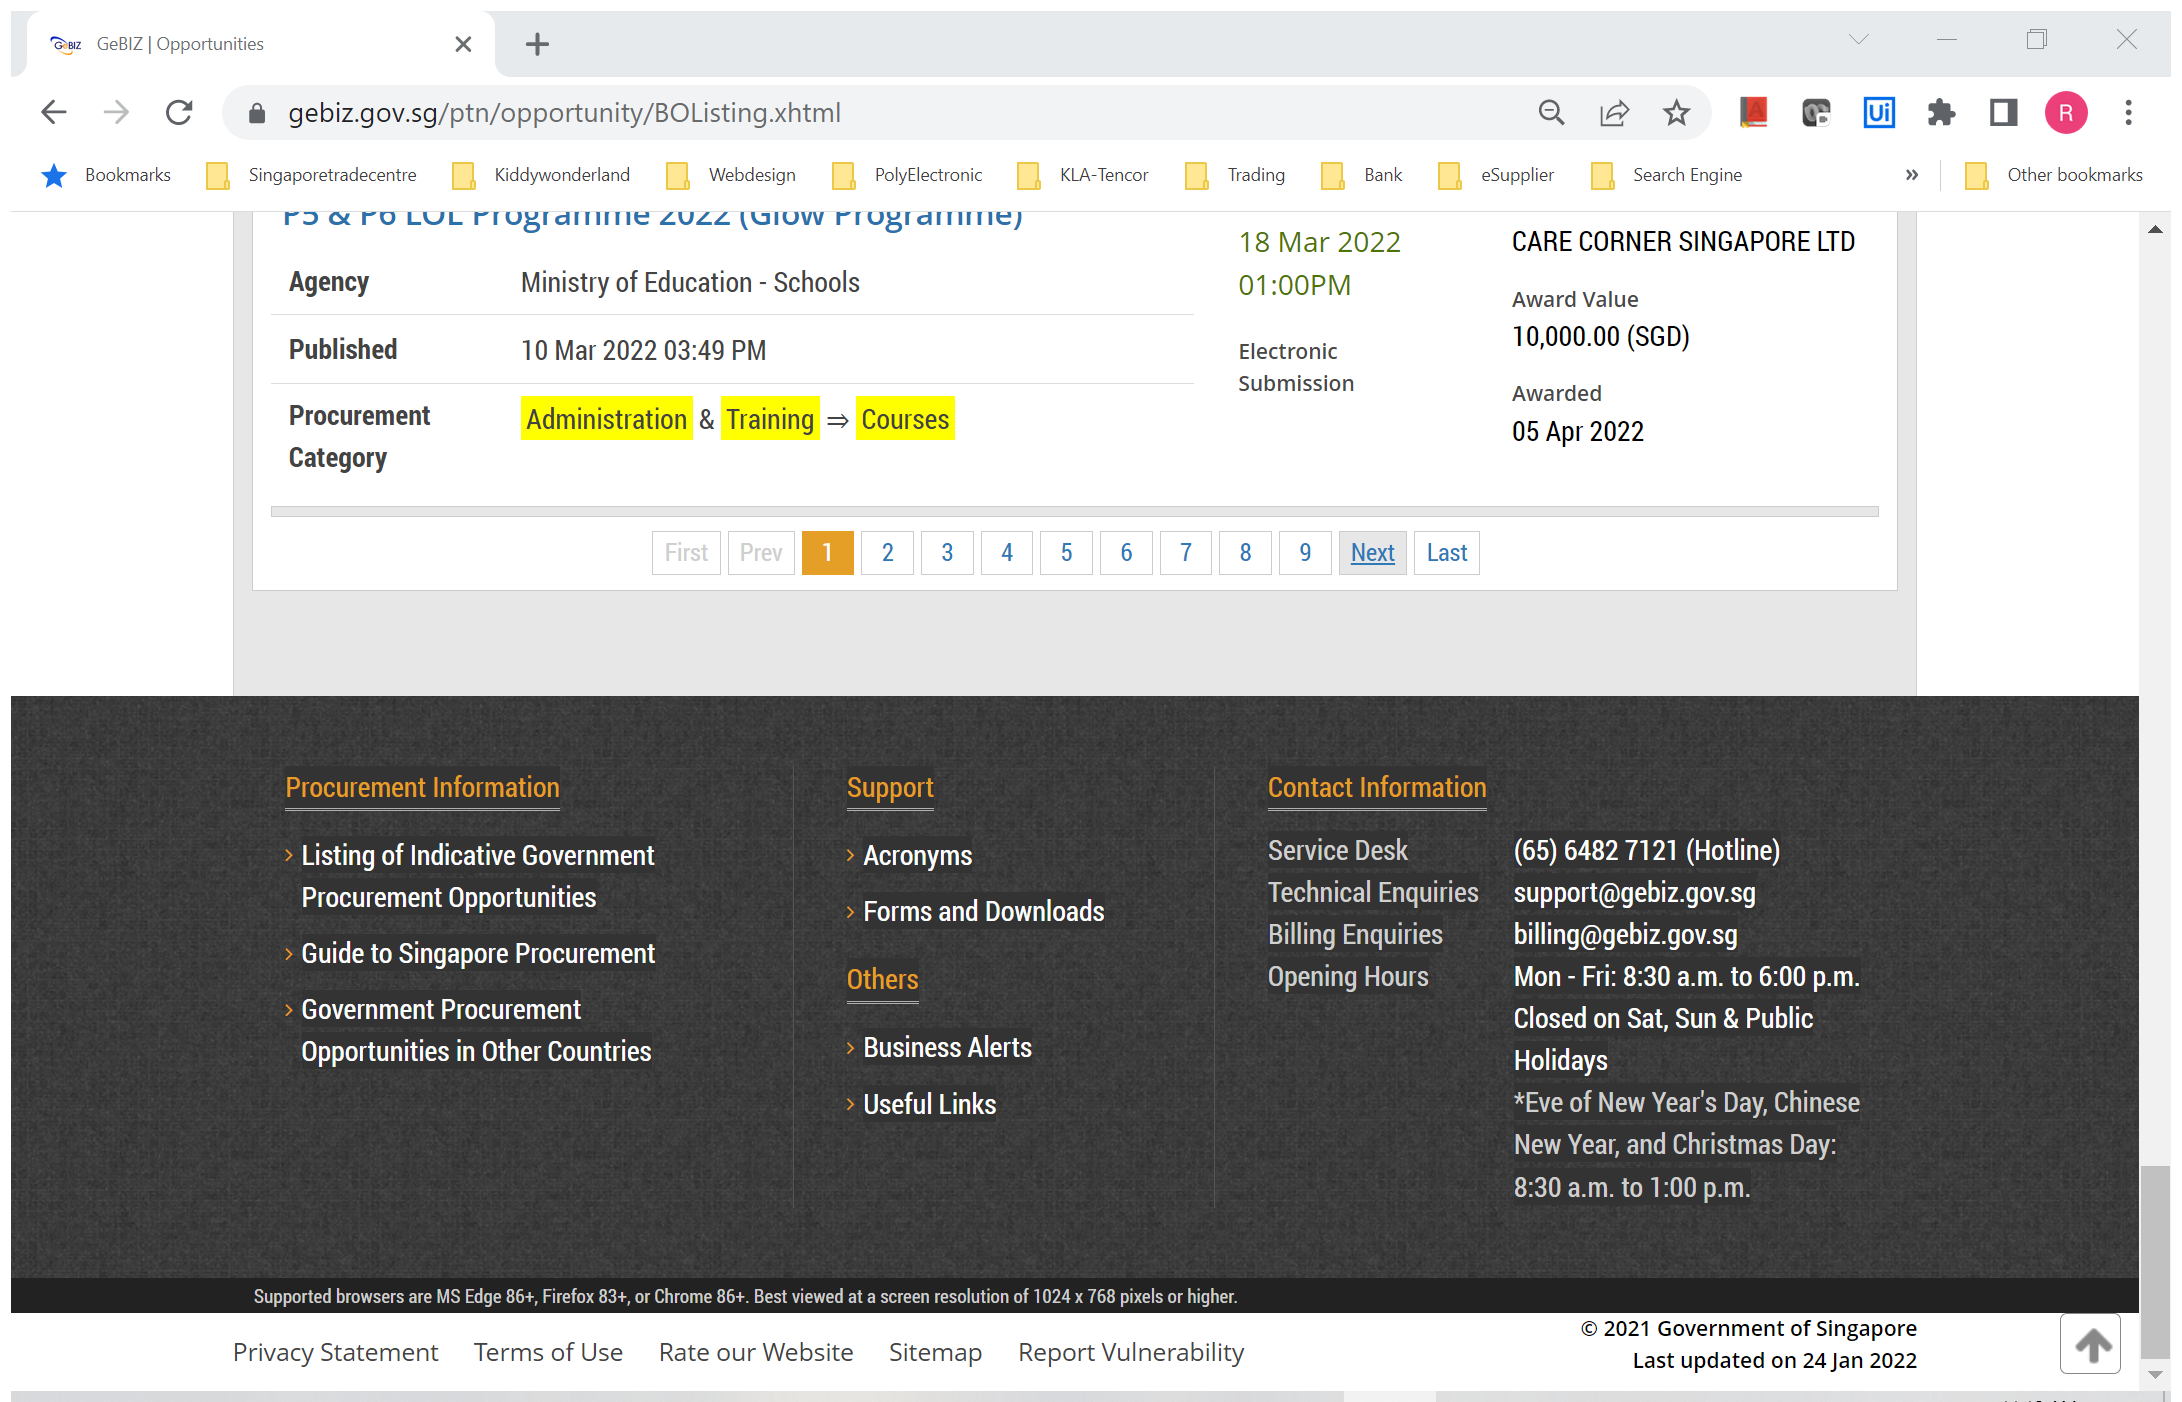 GeBIZ GeBIZ | Opportunities
gebiz.gov.sg/ptn/opportunity/BOListing.xhtml
R
Bookmarks Singaporetradecentre Kiddywonderland Webdesign PolyElectronic KLA-Tencor Trading Bank eSupplier Search Engine » Other bookmarks
P5 & P6 LOL Programme 2022 (Glow Programme)
Agency Ministry of Education - Schools
Published 10 Mar 2022 03:49 PM
Procurement Category Administration & Training ⇒ Courses
18 Mar 2022
01:00PM
Electronic
Submission
CARE CORNER SINGAPORE LTD
Award Value
10,000.00 (SGD)
Awarded
05 Apr 2022
First Prev 1 2 3 4 5 6 7 8 9 Next Last
Procurement Information
Listing of Indicative Government
Procurement Opportunities
Guide to Singapore Procurement
Government Procurement
Opportunities in Other Countries
Support
Acronyms
Forms and Downloads
Others
Business Alerts
Useful Links
Contact Information
Service Desk (65) 6482 7121 (Hotline)
Technical Enquiries support@gebiz.gov.sg
Billing Enquiries billing@gebiz.gov.sg
Opening Hours Mon - Fri: 8:30 a.m. to 6:00 p.m.
Closed on Sat, Sun & Public
Holidays
*Eve of New Year's Day, Chinese
New Year, and Christmas Day:
8:30 a.m. to 1:00 p.m.
Supported browsers are MS Edge 86+, Firefox 83+, or Chrome 86+. Best viewed at a screen resolution of 1024 x 768 pixels or higher.
Privacy Statement Terms of Use Rate our Website Sitemap Report Vulnerability
© 2021 Government of Singapore
Last updated on 24 Jan 2022